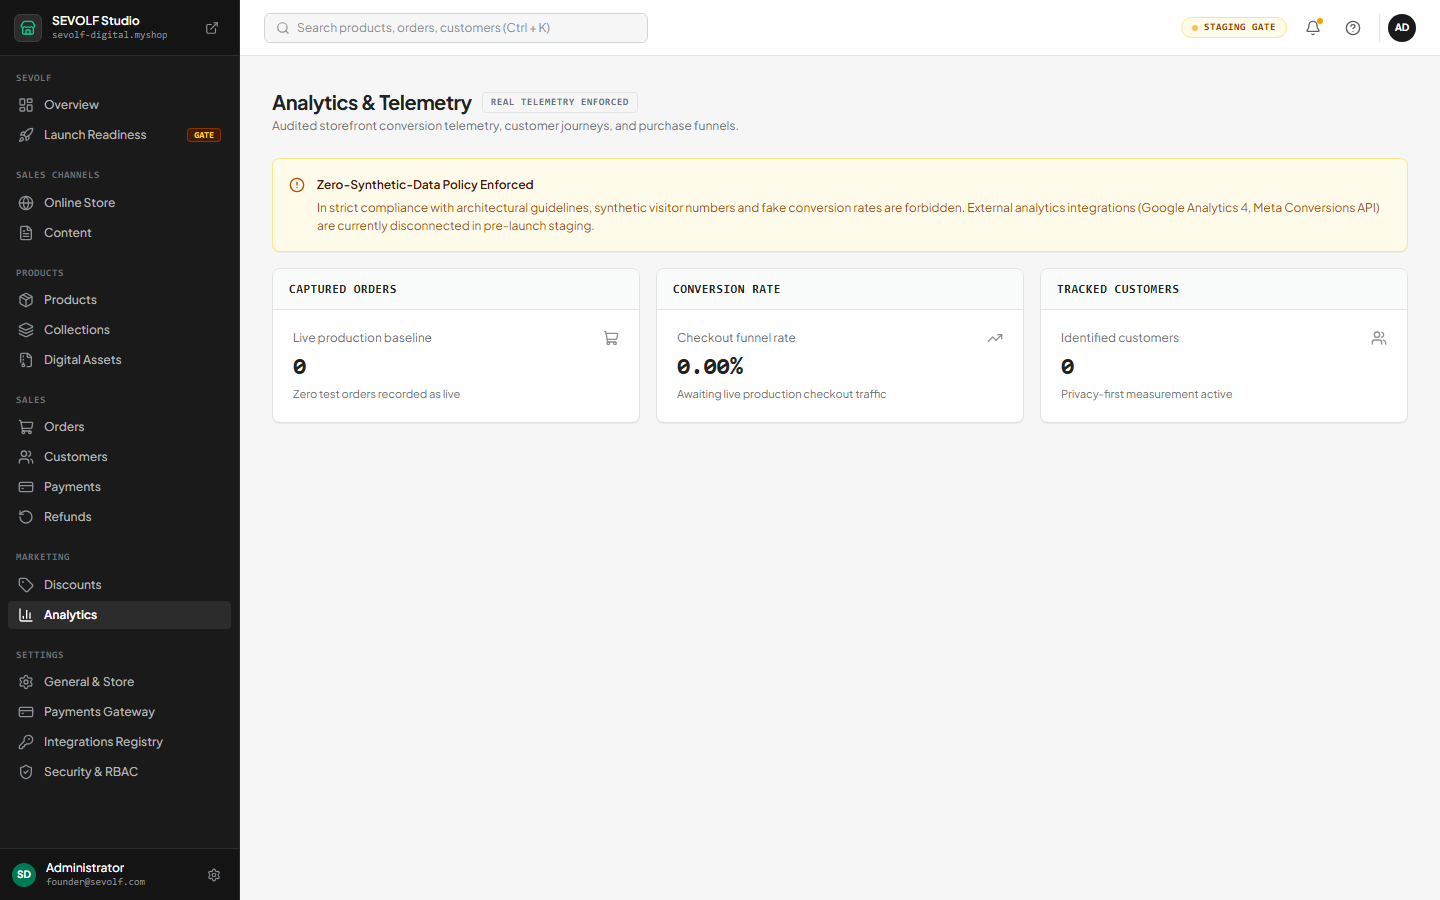 SEVOLF Studio
sevolf-digital.myshop
SEVOLF
Overview
Launch Readiness
GATE
SALES CHANNELS
Online Store
Content
PRODUCTS
Products
Collections
Digital Assets
SALES
Orders
Customers
Payments
Refunds
MARKETING
Discounts
Analytics
SETTINGS
General & Store
Payments Gateway
Integrations Registry
Security & RBAC
SD
Administrator
founder@sevolf.com
Search products, orders, customers (Ctrl + K)
STAGING GATE
AD
Analytics & Telemetry
REAL TELEMETRY ENFORCED
Audited storefront conversion telemetry, customer journeys, and purchase funnels.
Zero-Synthetic-Data Policy Enforced
In strict compliance with architectural guidelines, synthetic visitor numbers and fake conversion rates are forbidden. External analytics integrations (Google Analytics 4, Meta Conversions API)
are currently disconnected in pre-launch staging.
CAPTURED ORDERS
Live production baseline
0
Zero test orders recorded as live
CONVERSION RATE
Checkout funnel rate
0.00%
Awaiting live production checkout traffic
TRACKED CUSTOMERS
Identified customers
0
Privacy-first measurement active